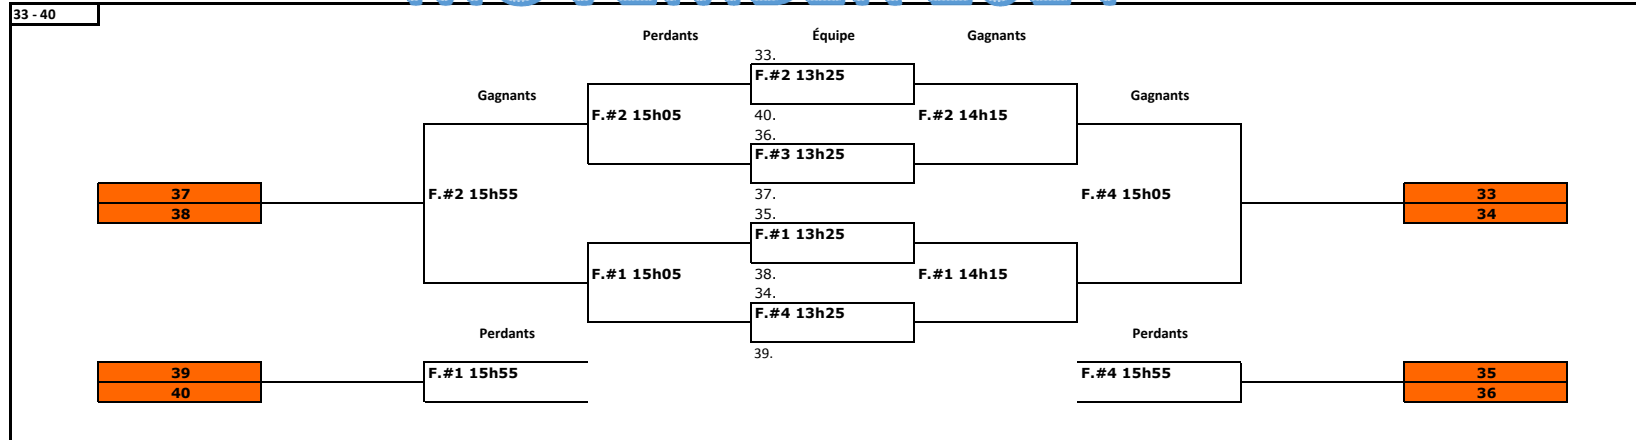 33 - 40
Perdants Équipe Gagnants
33.
F.#2 13h25
Gagnants Gagnants
F.#2 15h05 40. F.#2 14h15
36.
F.#3 13h25
37 F.#2 15h55 37. F.#4 15h05 33
38 35. 34
F.#1 13h25
F.#1 15h05 38. F.#1 14h15
34.
F.#4 13h25
Perdants Perdants
39.
39 F.#1 15h55 F.#4 15h55 35
40 36